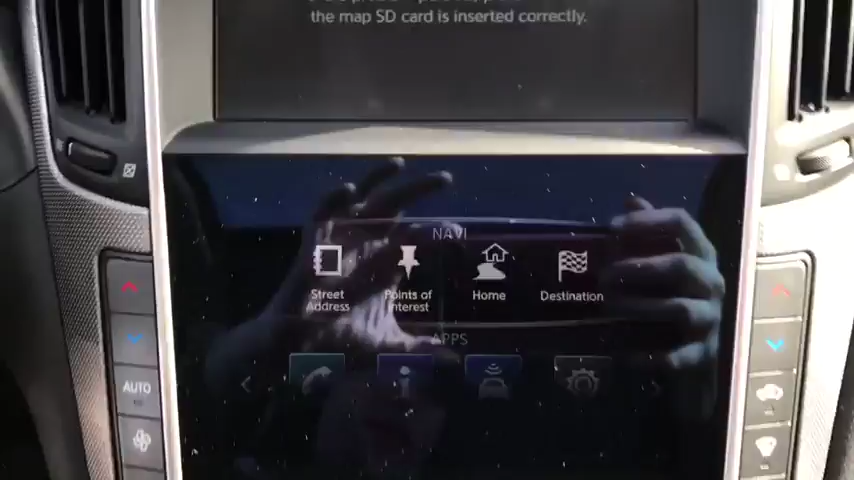 the map SD card is inserted correctly.
NAVI
Street
Address
Points of
Interest
Home
Destination
APPS
AUTO